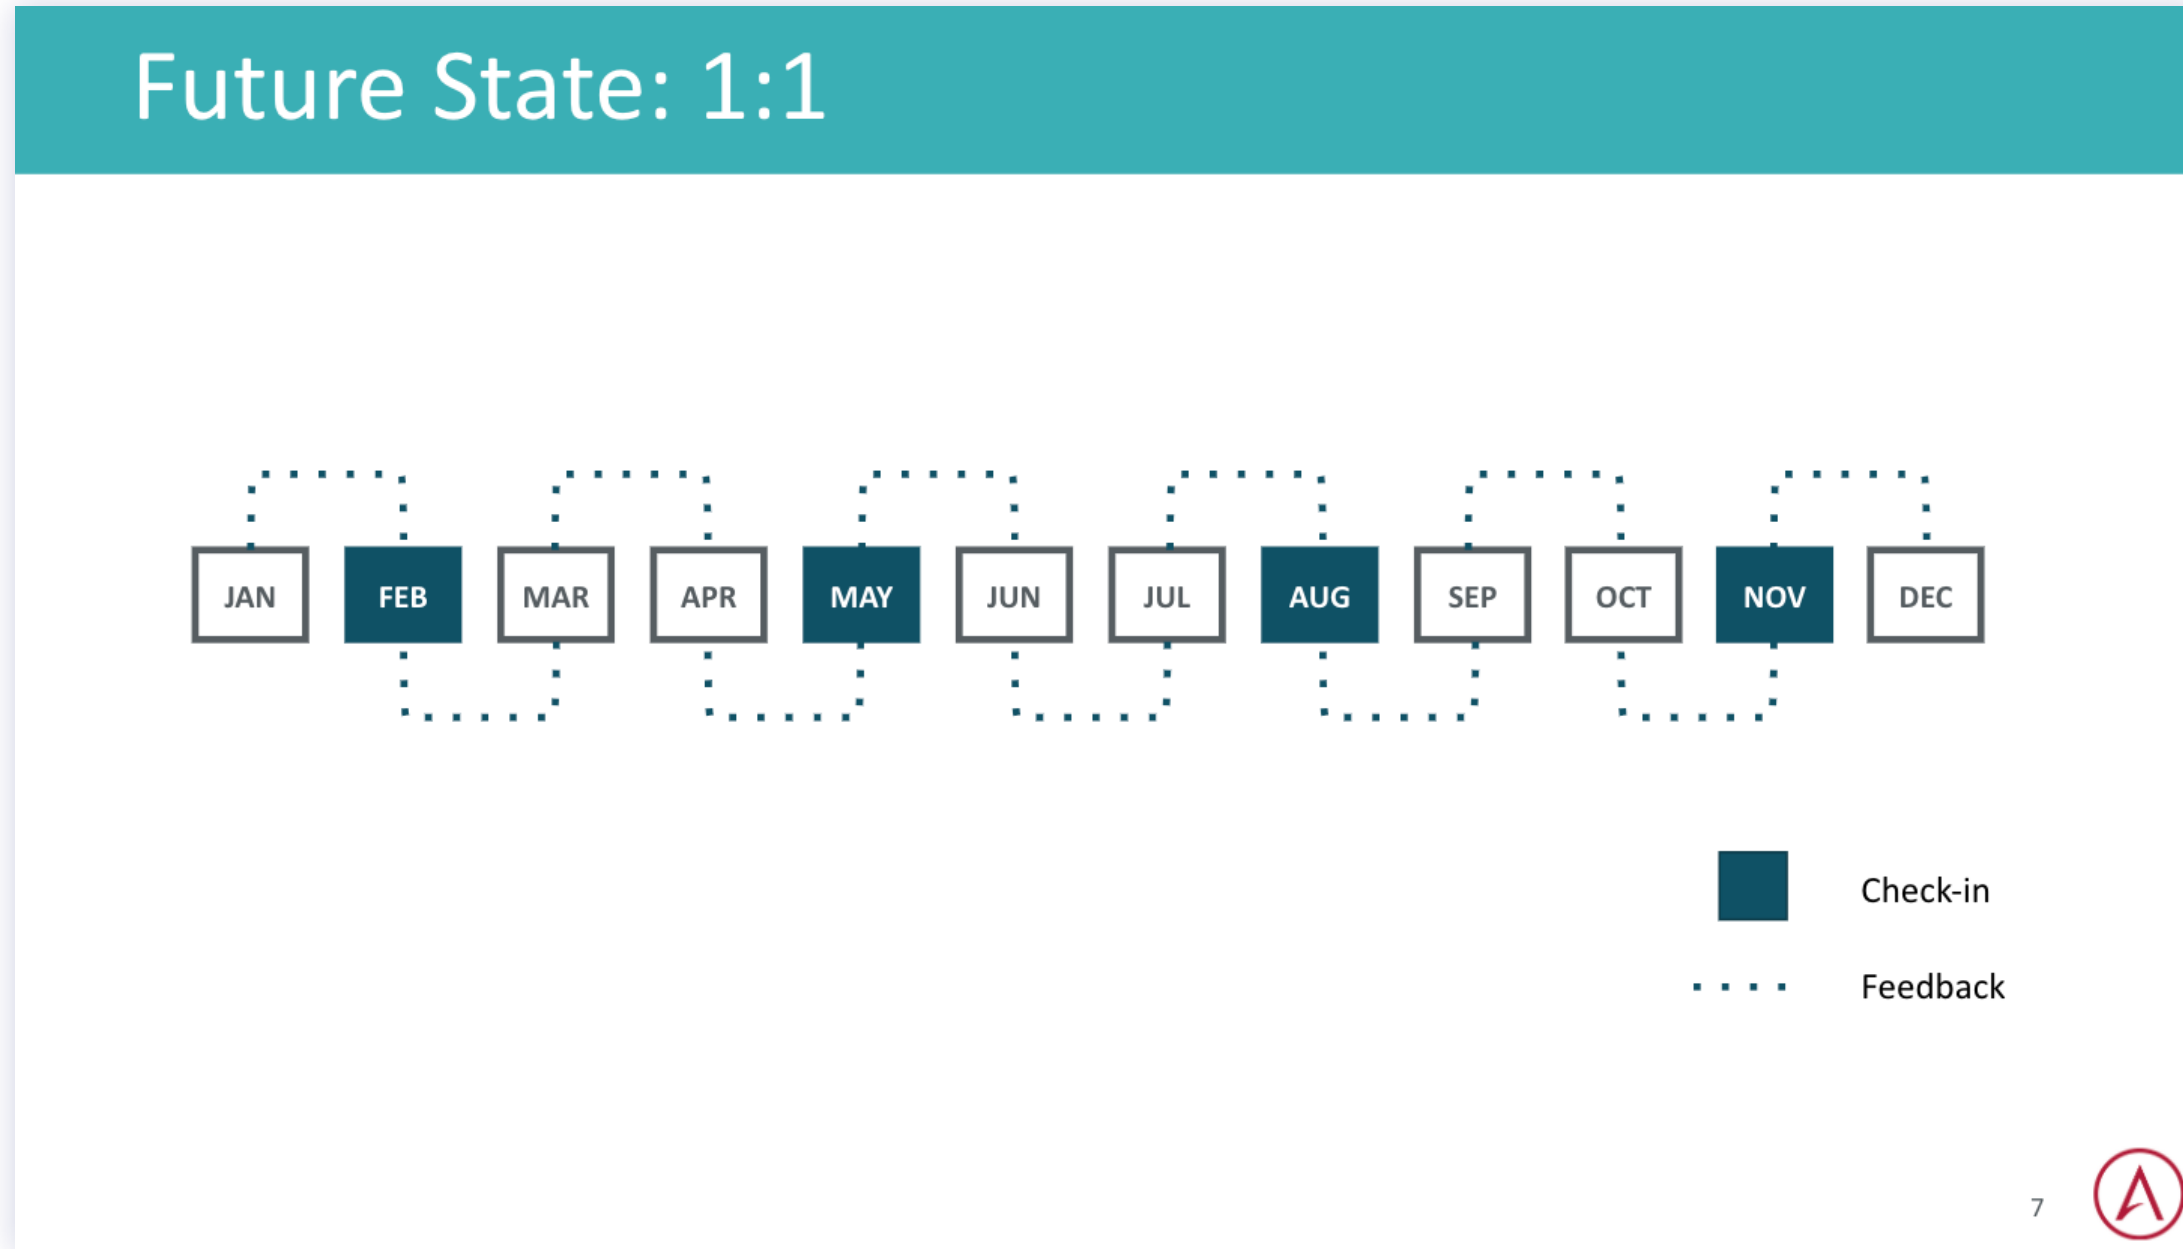 Future State: 1:1
JAN FEB MAR APR MAY JUN JUL AUG SEP OCT NOV DEC
Check-in
Feedback
7